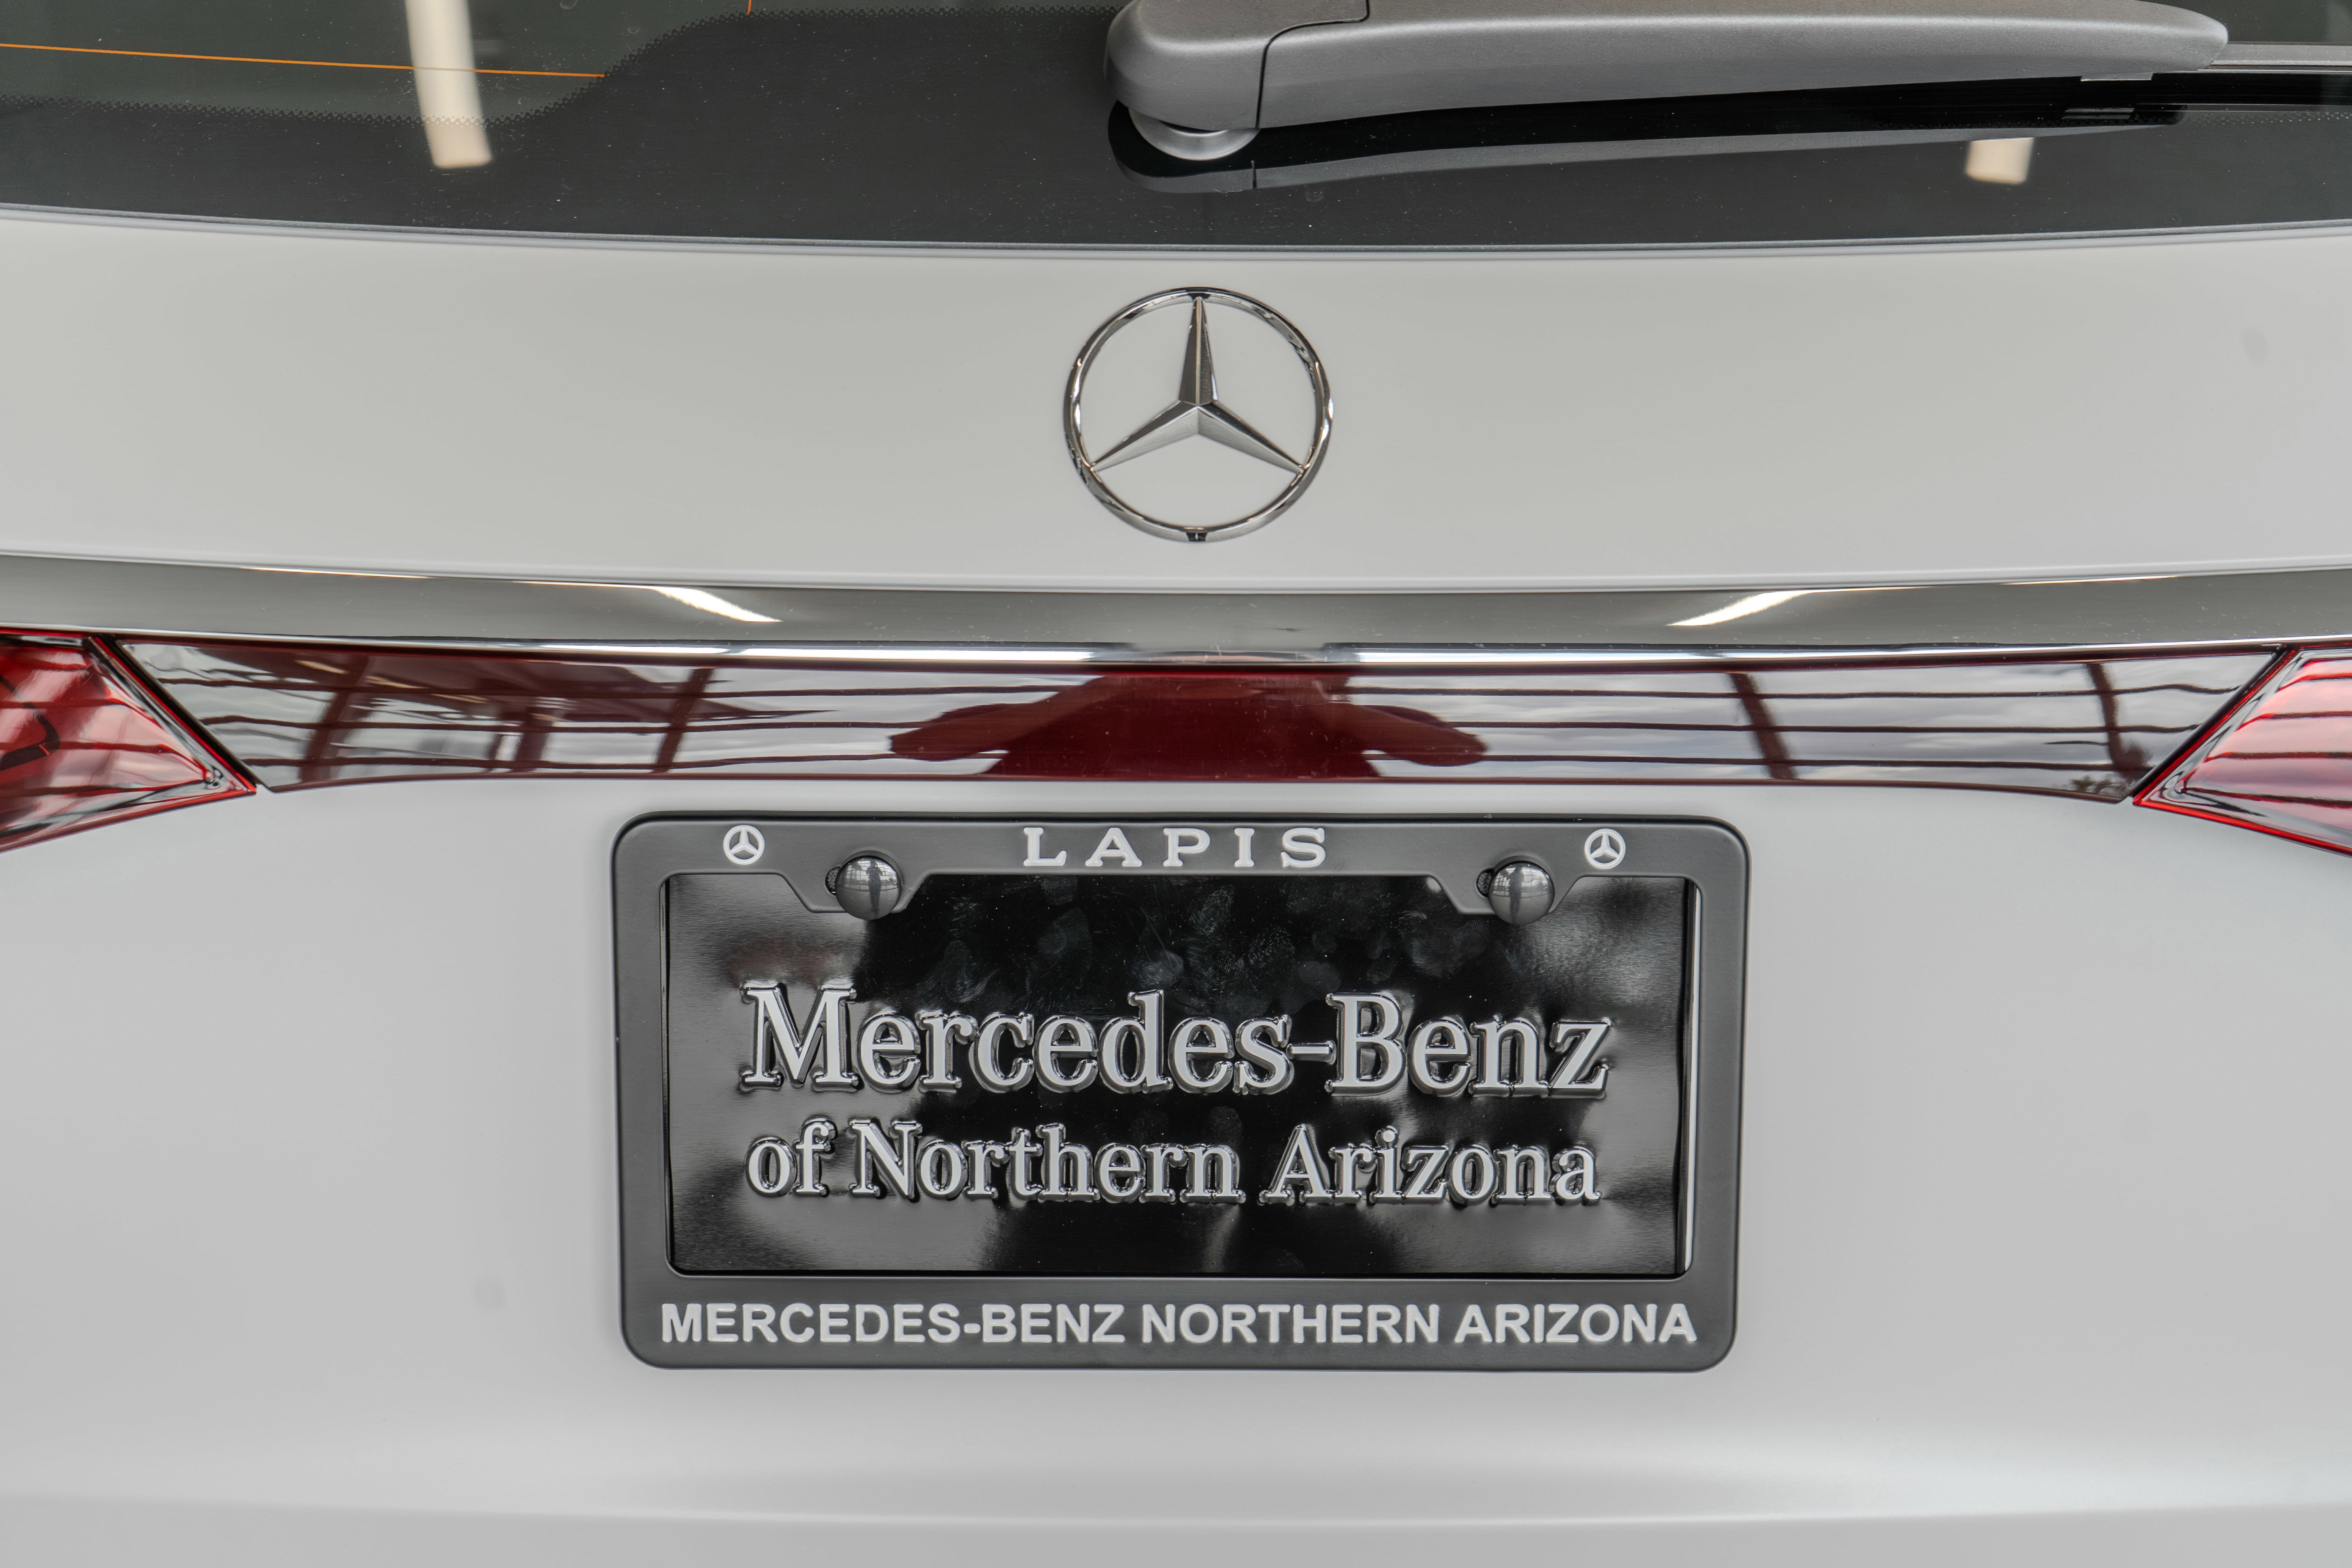 LAPIS
Mercedes-Benz
of Northern Arizona
MERCEDES-BENZ NORTHERN ARIZONA